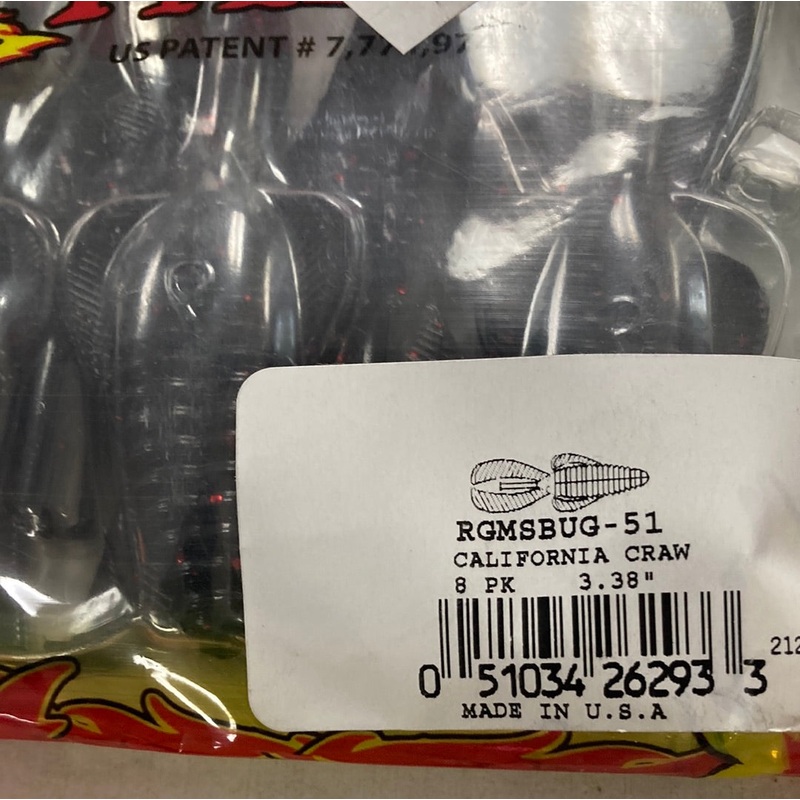 US PATENT # 7,77
RGMSBUG-51
CALIFORNIA CRAW
8 PK 3.38"
212
0 51034 26293 3
MADE IN U.S.A